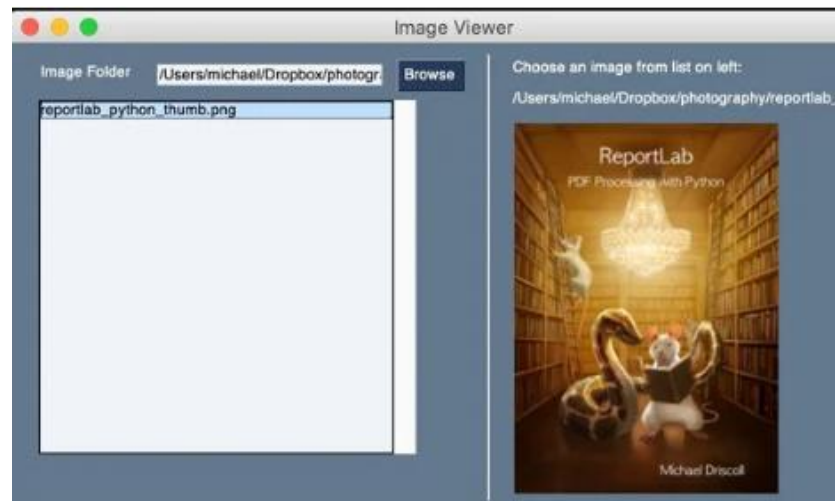 Image Viewer
Image Folder /Users/michael/Dropbox/photogr Browse
reportlab_python_thumb.png
Choose an image from list on left:
/Users/michael/Dropbox/photography/reportlab_
ReportLab
PDF Processing with Python
Michael Driscoll